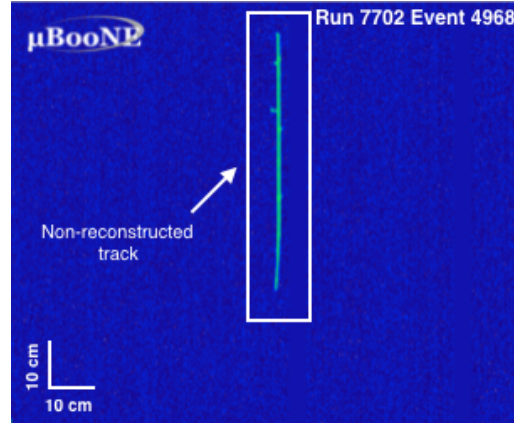 μBooNE
Run 7702 Event 4968
Non-reconstructed
track
10 cm
10 cm